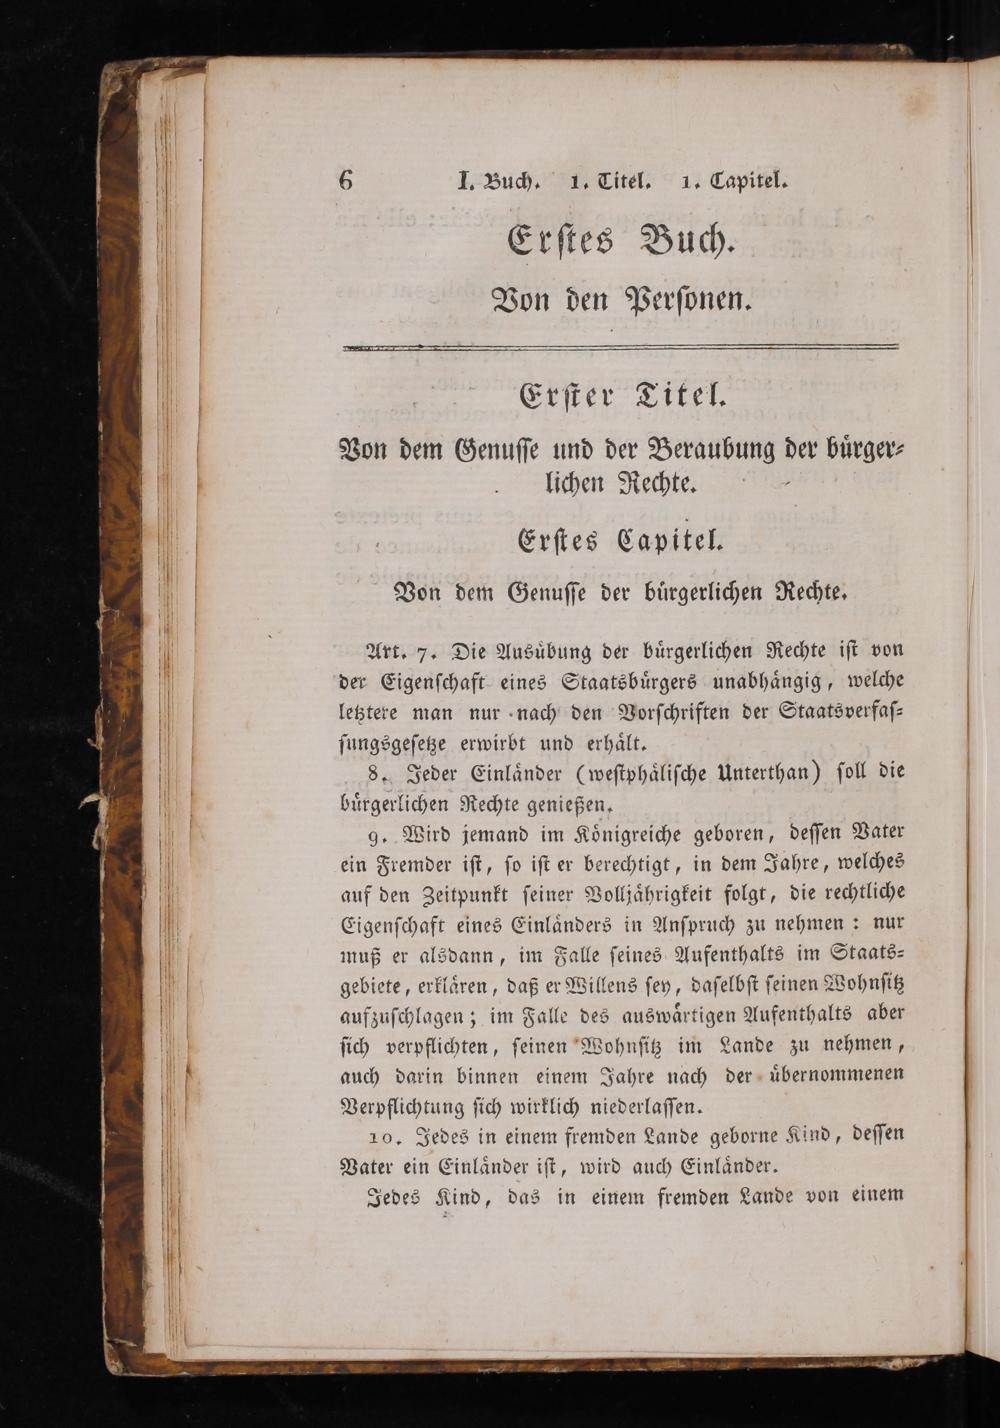 6 I. Buch. 1. Titel. 1. Capitel.
Erſtes Buch.
Von den Perſonen.
Erſter Titel.
Von dem Genuſſe und der Beraubung der bürger-
lichen Rechte.
Erſtes Capitel.
Von dem Genuſſe der bürgerlichen Rechte.
Art. 7. Die Ausübung der bürgerlichen Rechte iſt von
der Eigenſchaft eines Staatsbürgers unabhängig, welche
letztere man nur nach den Vorſchriften der Staatsverfaſ-
ſungsgeſetze erwirbt und erhält.
8. Jeder Einländer (weſtphäliſche Unterthan) ſoll die
bürgerlichen Rechte genießen.
9. Wird jemand im Königreiche geboren, deſſen Vater
ein Fremder iſt, ſo iſt er berechtigt, in dem Jahre, welches
auf den Zeitpunkt ſeiner Volljährigkeit folgt, die rechtliche
Eigenſchaft eines Einländers in Anſpruch zu nehmen: nur
muß er alsdann, im Falle ſeines Aufenthalts im Staats-
gebiete, erklären, daß er Willens ſey, daſelbſt ſeinen Wohnſitz
aufzuſchlagen; im Falle des auswärtigen Aufenthalts aber
ſich verpflichten, ſeinen Wohnſitz im Lande zu nehmen,
auch darin binnen einem Jahre nach der übernommenen
Verpflichtung ſich wirklich niederlaſſen.
10. Jedes in einem fremden Lande geborne Kind, deſſen
Vater ein Einländer iſt, wird auch Einländer.
Jedes Kind, das in einem fremden Lande von einem